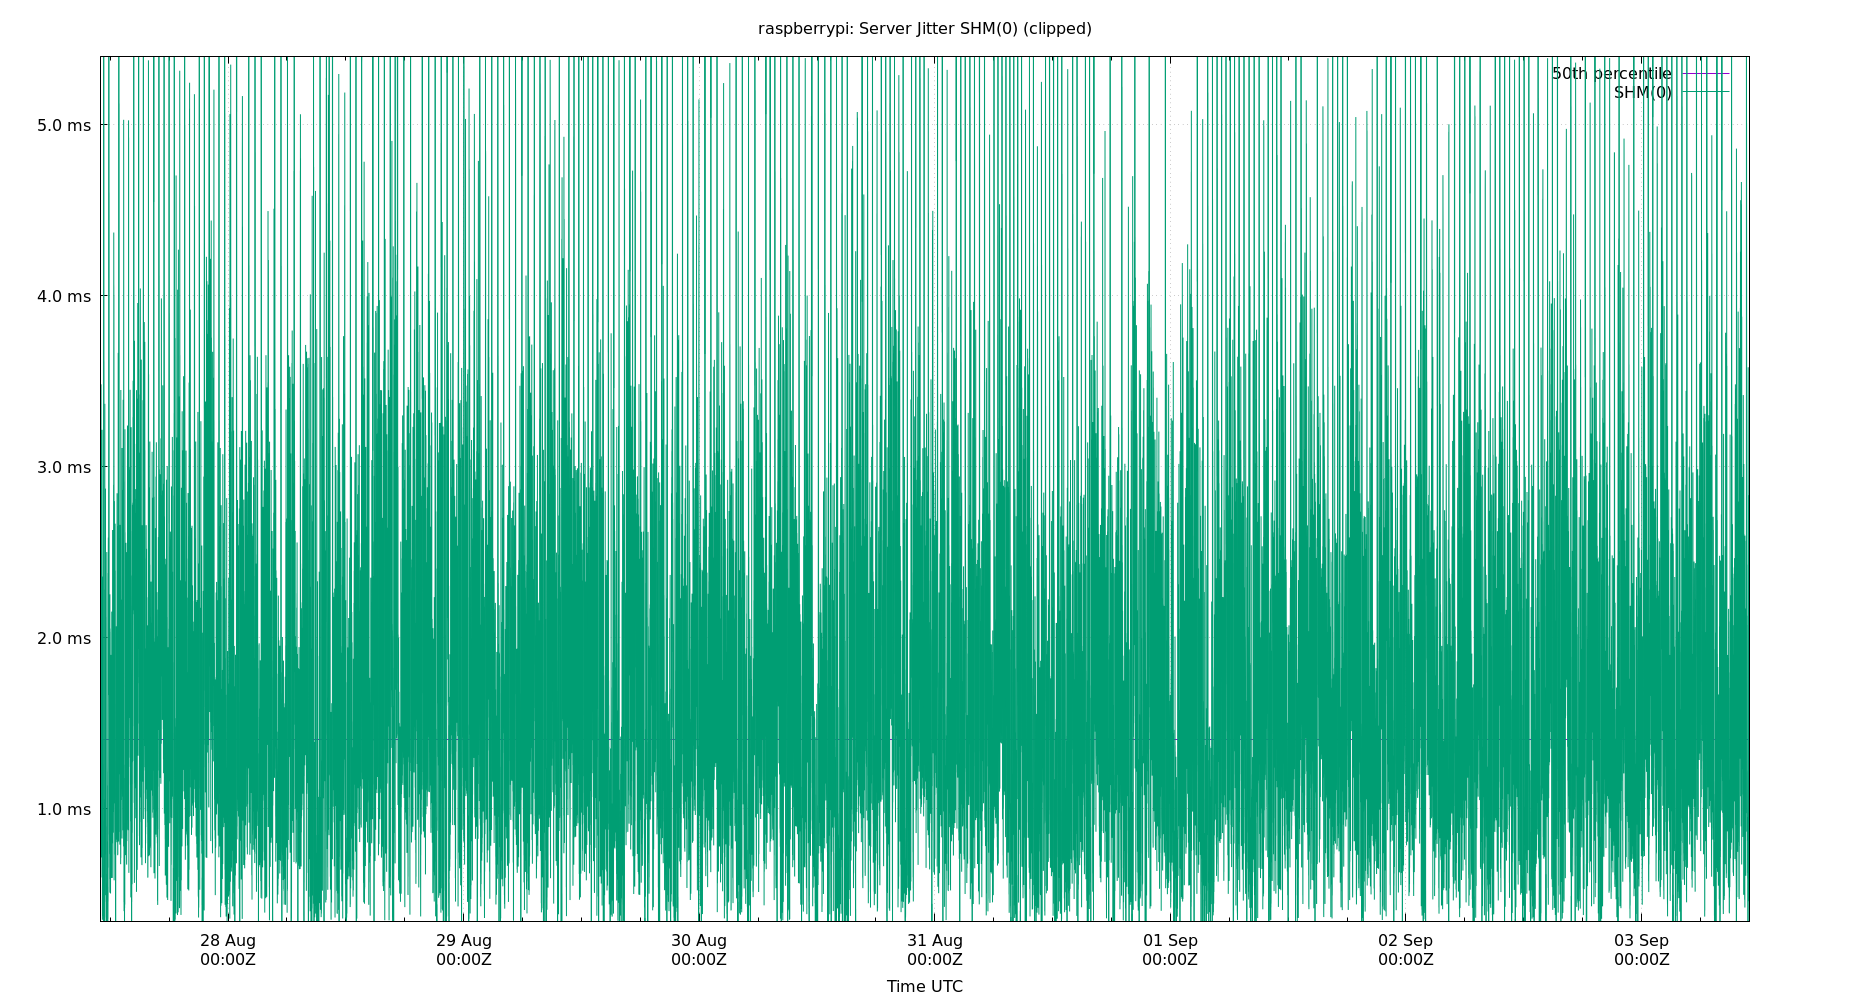 raspberrypi: Server Jitter SHM(0) (clipped)
50th percentile
SHM(0)
5.0 ms
4.0 ms
3.0 ms
2.0 ms
1.0 ms
28 Aug
00:00Z
29 Aug
00:00Z
30 Aug
00:00Z
31 Aug
00:00Z
01 Sep
00:00Z
02 Sep
00:00Z
03 Sep
00:00Z
Time UTC